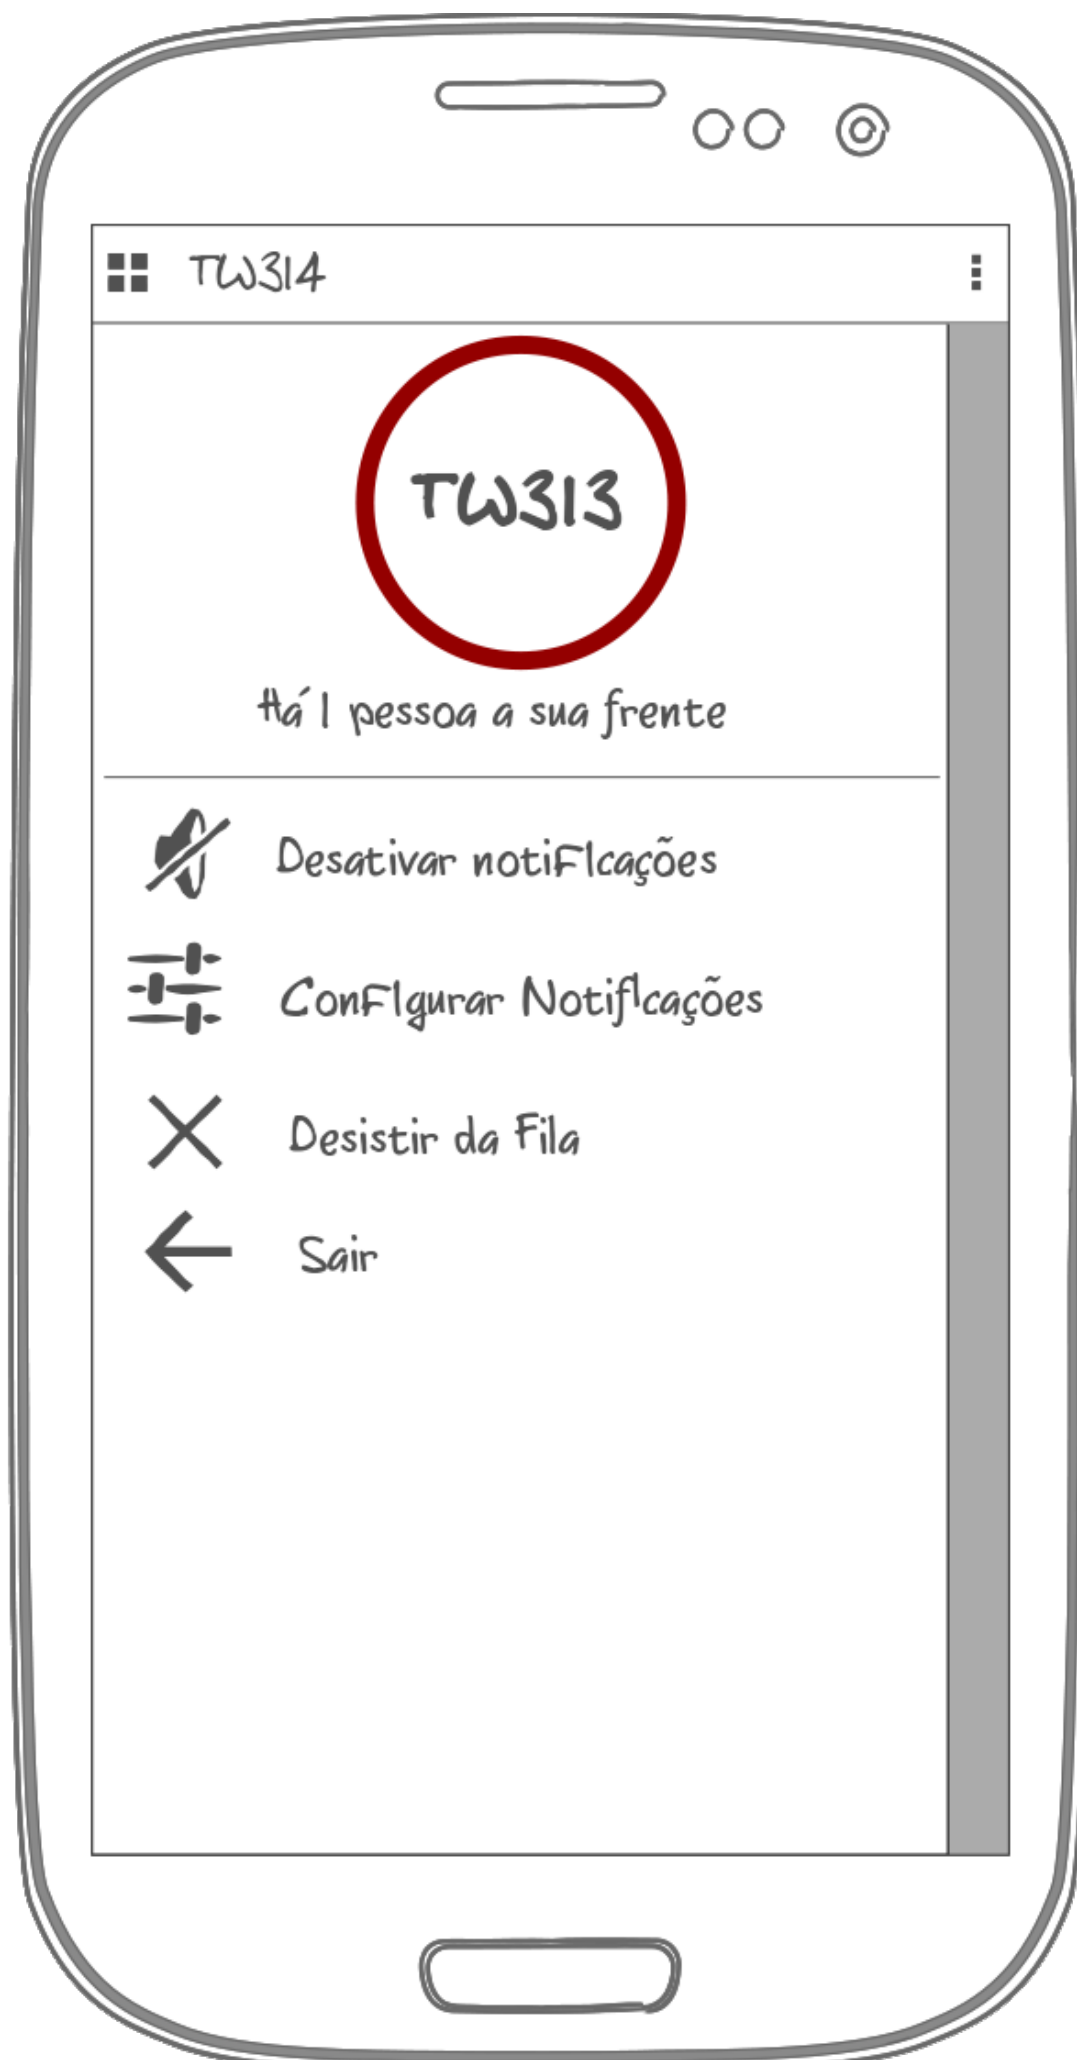 TW314
TW313
Há 1 pessoa a sua frente
Desativar notificações
Configurar Notificações
Desistir da Fila
Sair